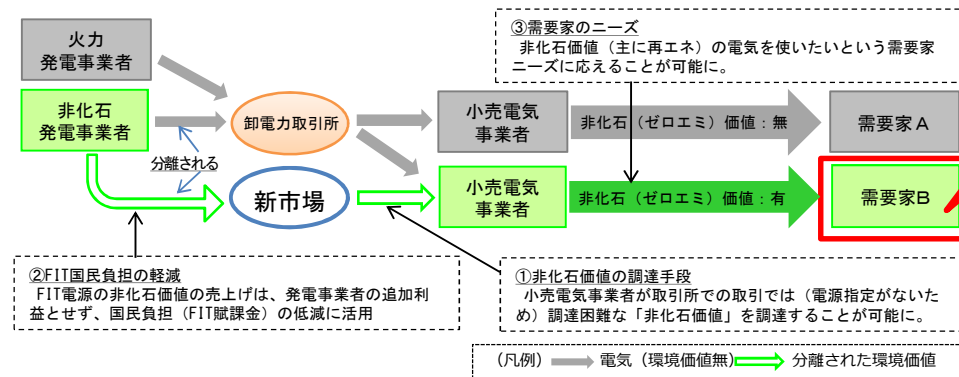 火力
発電事業者
非化石
発電事業者
分離される
卸電力取引所
新市場
小売電気
事業者
小売電気
事業者
非化石（ゼロエミ）価値：無
非化石（ゼロエミ）価値：有
需要家A
需要家B
③需要家のニーズ
非化石価値（主に再エネ）の電気を使いたいという需要家
ニーズに応えることが可能に。
②FIT国民負担の軽減
FIT電源の非化石価値の売上げは、発電事業者の追加利
益とせず、国民負担（FIT賦課金）の低減に活用
①非化石価値の調達手段
小売電気事業者が取引所での取引では（電源指定がないた
め）調達困難な「非化石価値」を調達することが可能に。
（凡例）
電気（環境価値無）
分離された環境価値